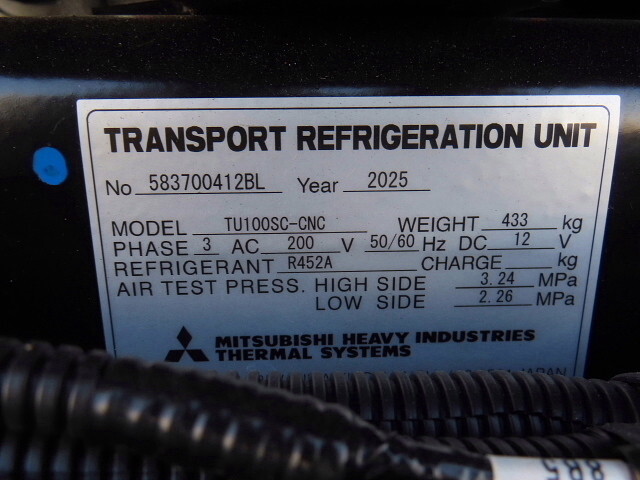 TRANSPORT REFRIGERATION UNIT
No 583700412BL Year 2025
MODEL TU100SC-CNC WEIGHT 433 kg
PHASE 3 AC 200 V 50/60 Hz DC 12 V
REFRIGERANT R452A CHARGE kg
AIR TEST PRESS. HIGH SIDE 3.24 MPa
LOW SIDE 2.26 MPa
MITSUBISHI HEAVY INDUSTRIES
THERMAL SYSTEMS
JAPAN